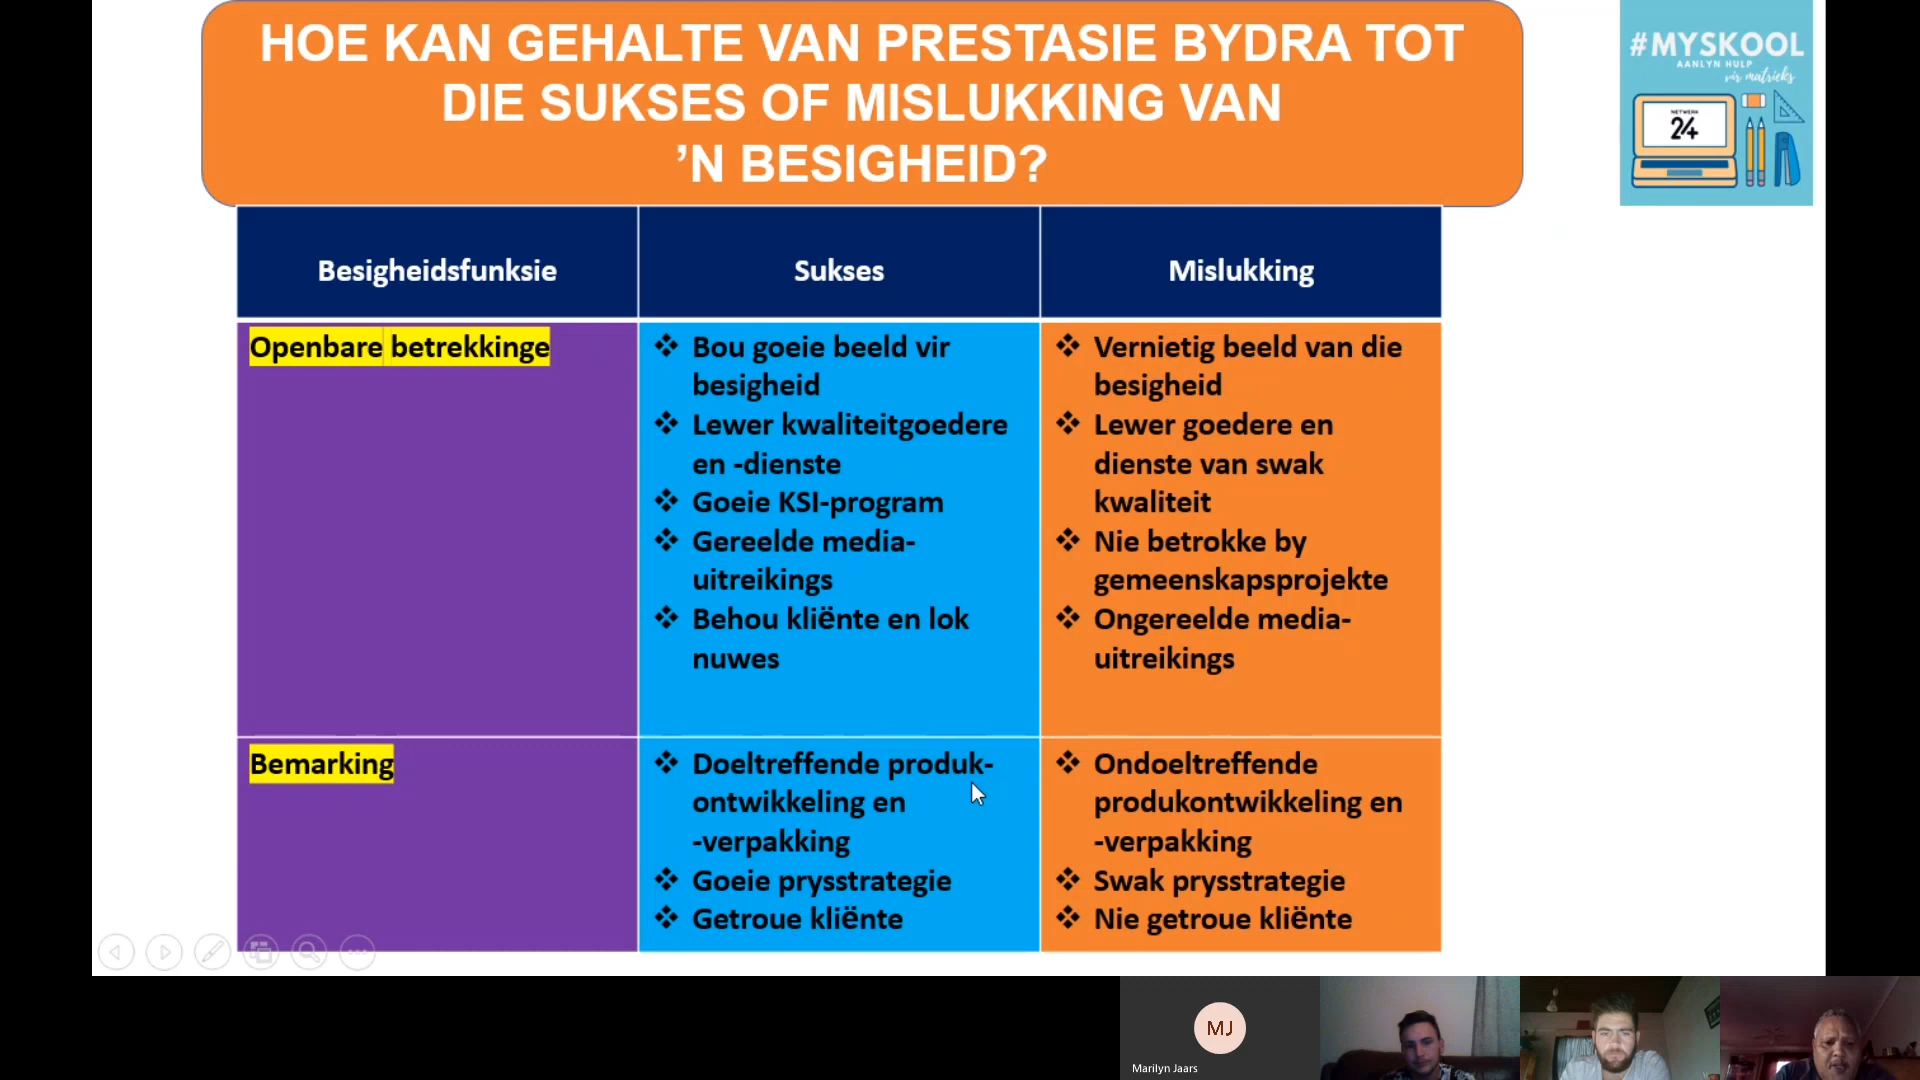 HOE KAN GEHALTE VAN PRESTASIE BYDRA TOT
DIE SUKSES OF MISLUKKING VAN
’N BESIGHEID?
#MYSKOOL
AANLYN HULP
vir matrieks
NETWERK
24
Besigheidsfunksie
Sukses
Mislukking
Openbare betrekkinge
❖ Bou goeie beeld vir
besigheid
❖ Lewer kwaliteitgoedere
en -dienste
❖ Goeie KSI-program
❖ Gereelde media-
uitreikings
❖ Behou kliënte en lok
nuwes
❖ Vernietig beeld van die
besigheid
❖ Lewer goedere en
dienste van swak
kwaliteit
❖ Nie betrokke by
gemeenskapsprojekte
❖ Ongereelde media-
uitreikings
Bemarking
❖ Doeltreffende produk-
ontwikkeling en
-verpakking
❖ Goeie prysstrategie
❖ Getroue kliënte
❖ Ondoeltreffende
produkontwikkeling en
-verpakking
❖ Swak prysstrategie
❖ Nie getroue kliënte
MJ
Marilyn Jaars